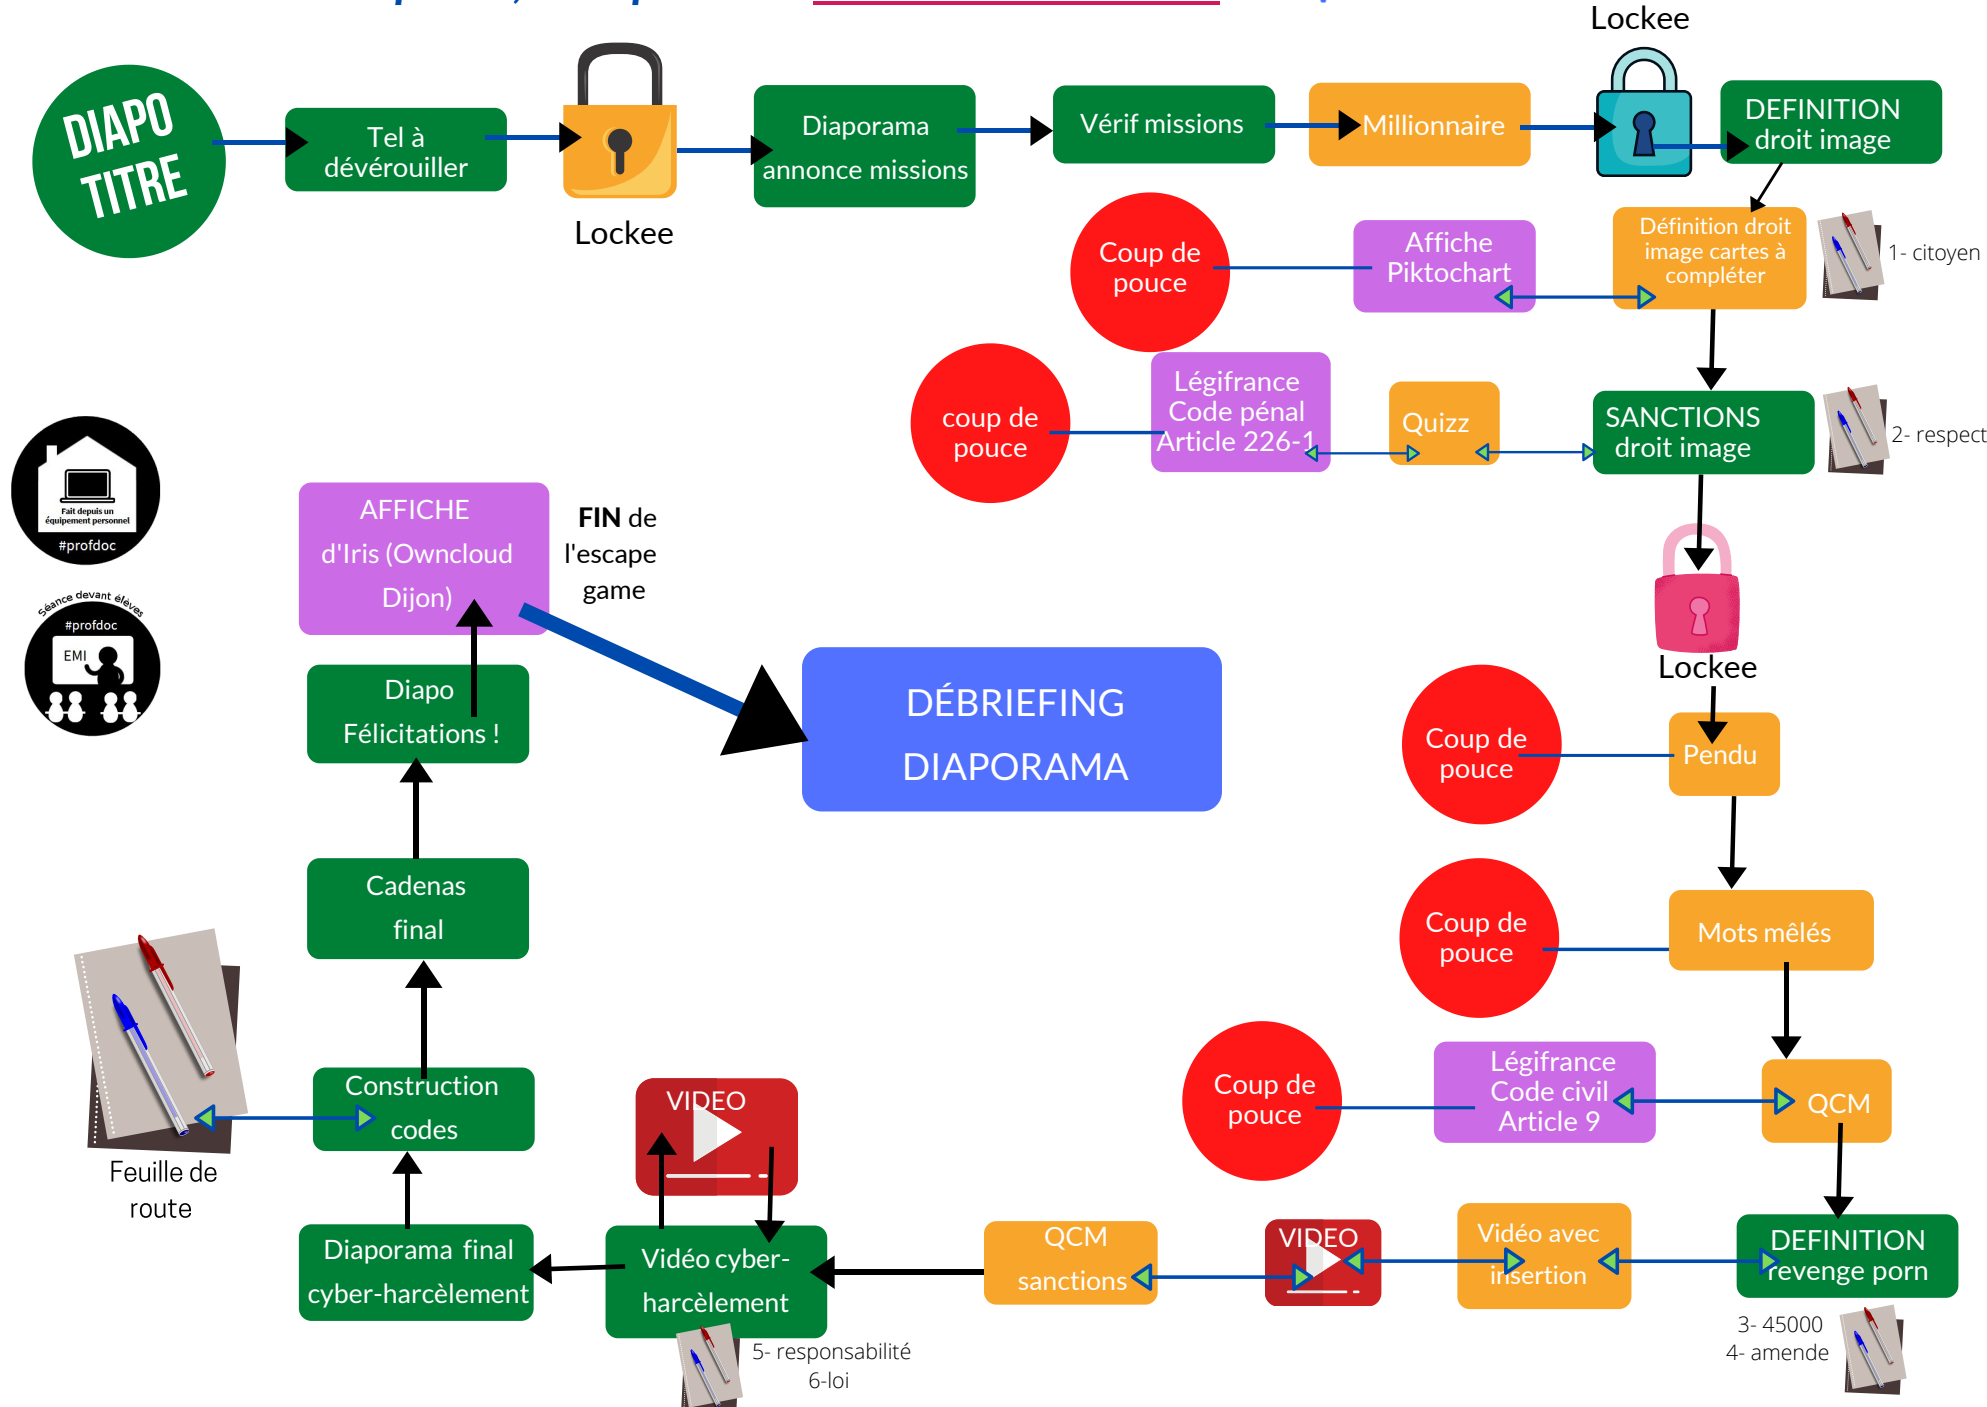 Lockee
DIAPO
TITRE
Tel à
dévérouiller
Lockee
Diaporama
annonce missions
Vérif missions
Millionnaire
DEFINITION
droit image
Coup de
pouce
Affiche
Piktochart
Définition droit
image cartes à
compléter
1- citoyen
coup de
pouce
Légifrance
Code pénal
Article 226-1
Quizz
SANCTIONS
droit image
2- respect
Fait depuis un
équipement personnel
#profdoc
Séance devant élèves
#profdoc
EMI
AFFICHE
d'Iris (Owncloud
Dijon)
FIN de
l'escape
game
Lockee
Diapo
Félicitations !
DÉBRIEFING
DIAPORAMA
Coup de
pouce
Pendu
Cadenas
final
Coup de
pouce
Mots mêlés
Construction
codes
Feuille de
route
VIDEO
Coup de
pouce
Légifrance
Code civil
Article 9
QCM
Diaporama final
cyber-harcèlement
Vidéo cyber-
harcèlement
QCM
sanctions
VIDEO
Vidéo avec
insertion
DEFINITION
revenge porn
3- 45000
4- amende
5- responsabilité
6-loi